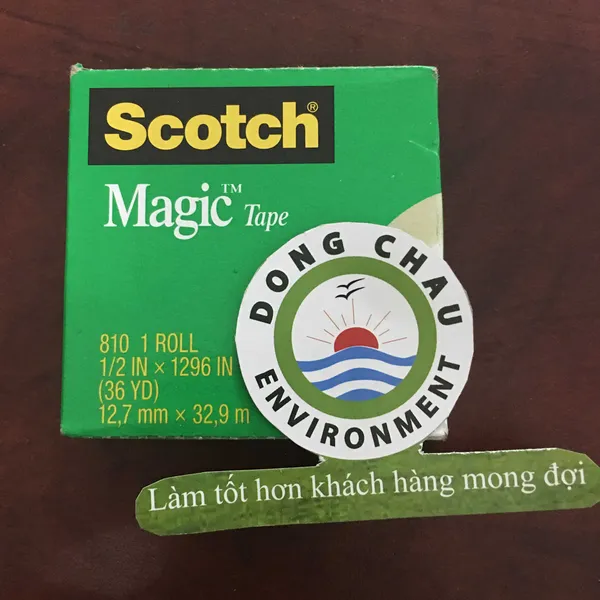 Scotch®
Magic™ Tape
810 1 ROLL
1/2 IN × 1296 IN
(36 YD)
12,7 mm × 32,9 m
DONG CHAU
ENVIRONMENT
Làm tốt hơn khách hàng mong đợi